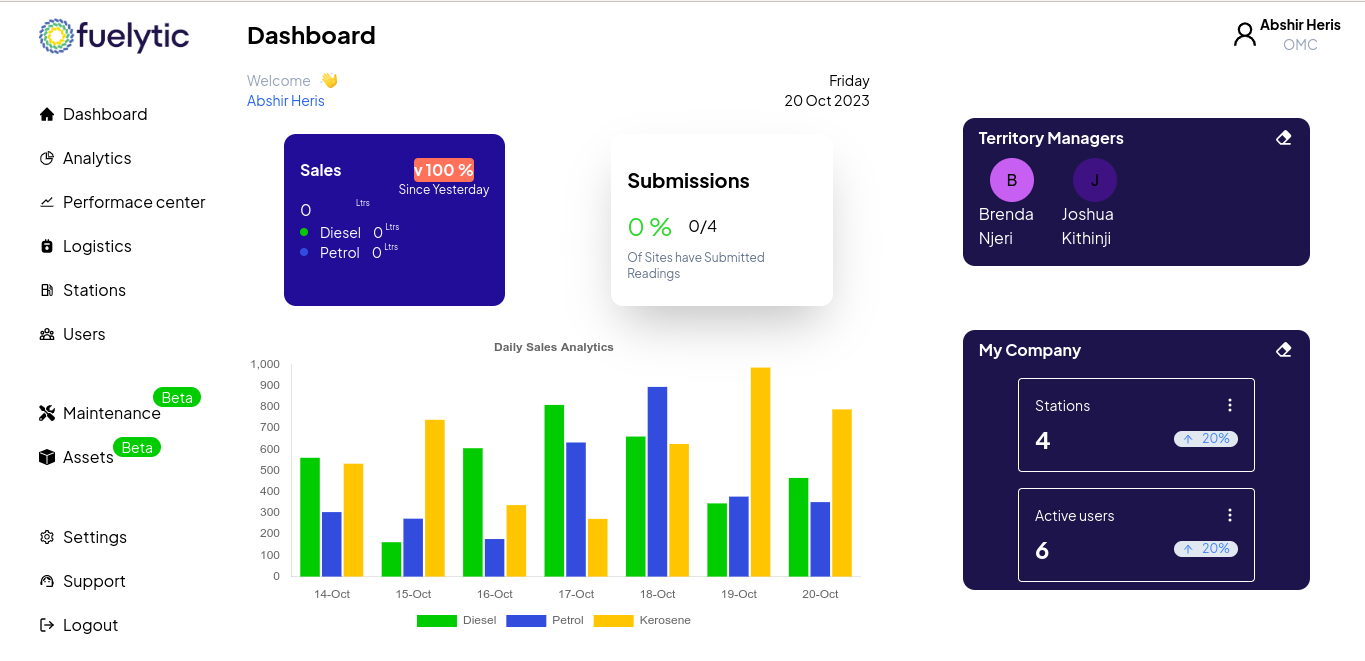 fuelytic
Dashboard
Abshir Heris
OMC
Welcome 👋
Abshir Heris
Friday
20 Oct 2023
Dashboard
Analytics
Performace center
Logistics
Stations
Users
Maintenance
Beta
Assets
Beta
Settings
Support
Logout
Sales
v 100 %
Since Yesterday
0 Ltrs
Diesel 0 Ltrs
Petrol 0 Ltrs
Submissions
0 % 0/4
Of Sites have Submitted
Readings
Daily Sales Analytics
1,000
900
800
700
600
500
400
300
200
100
0
14-Oct 15-Oct 16-Oct 17-Oct 18-Oct 19-Oct 20-Oct
Diesel Petrol Kerosene
Territory Managers
B
Brenda
Njeri
J
Joshua
Kithinji
My Company
Stations
4
↑ 20%
Active users
6
↑ 20%